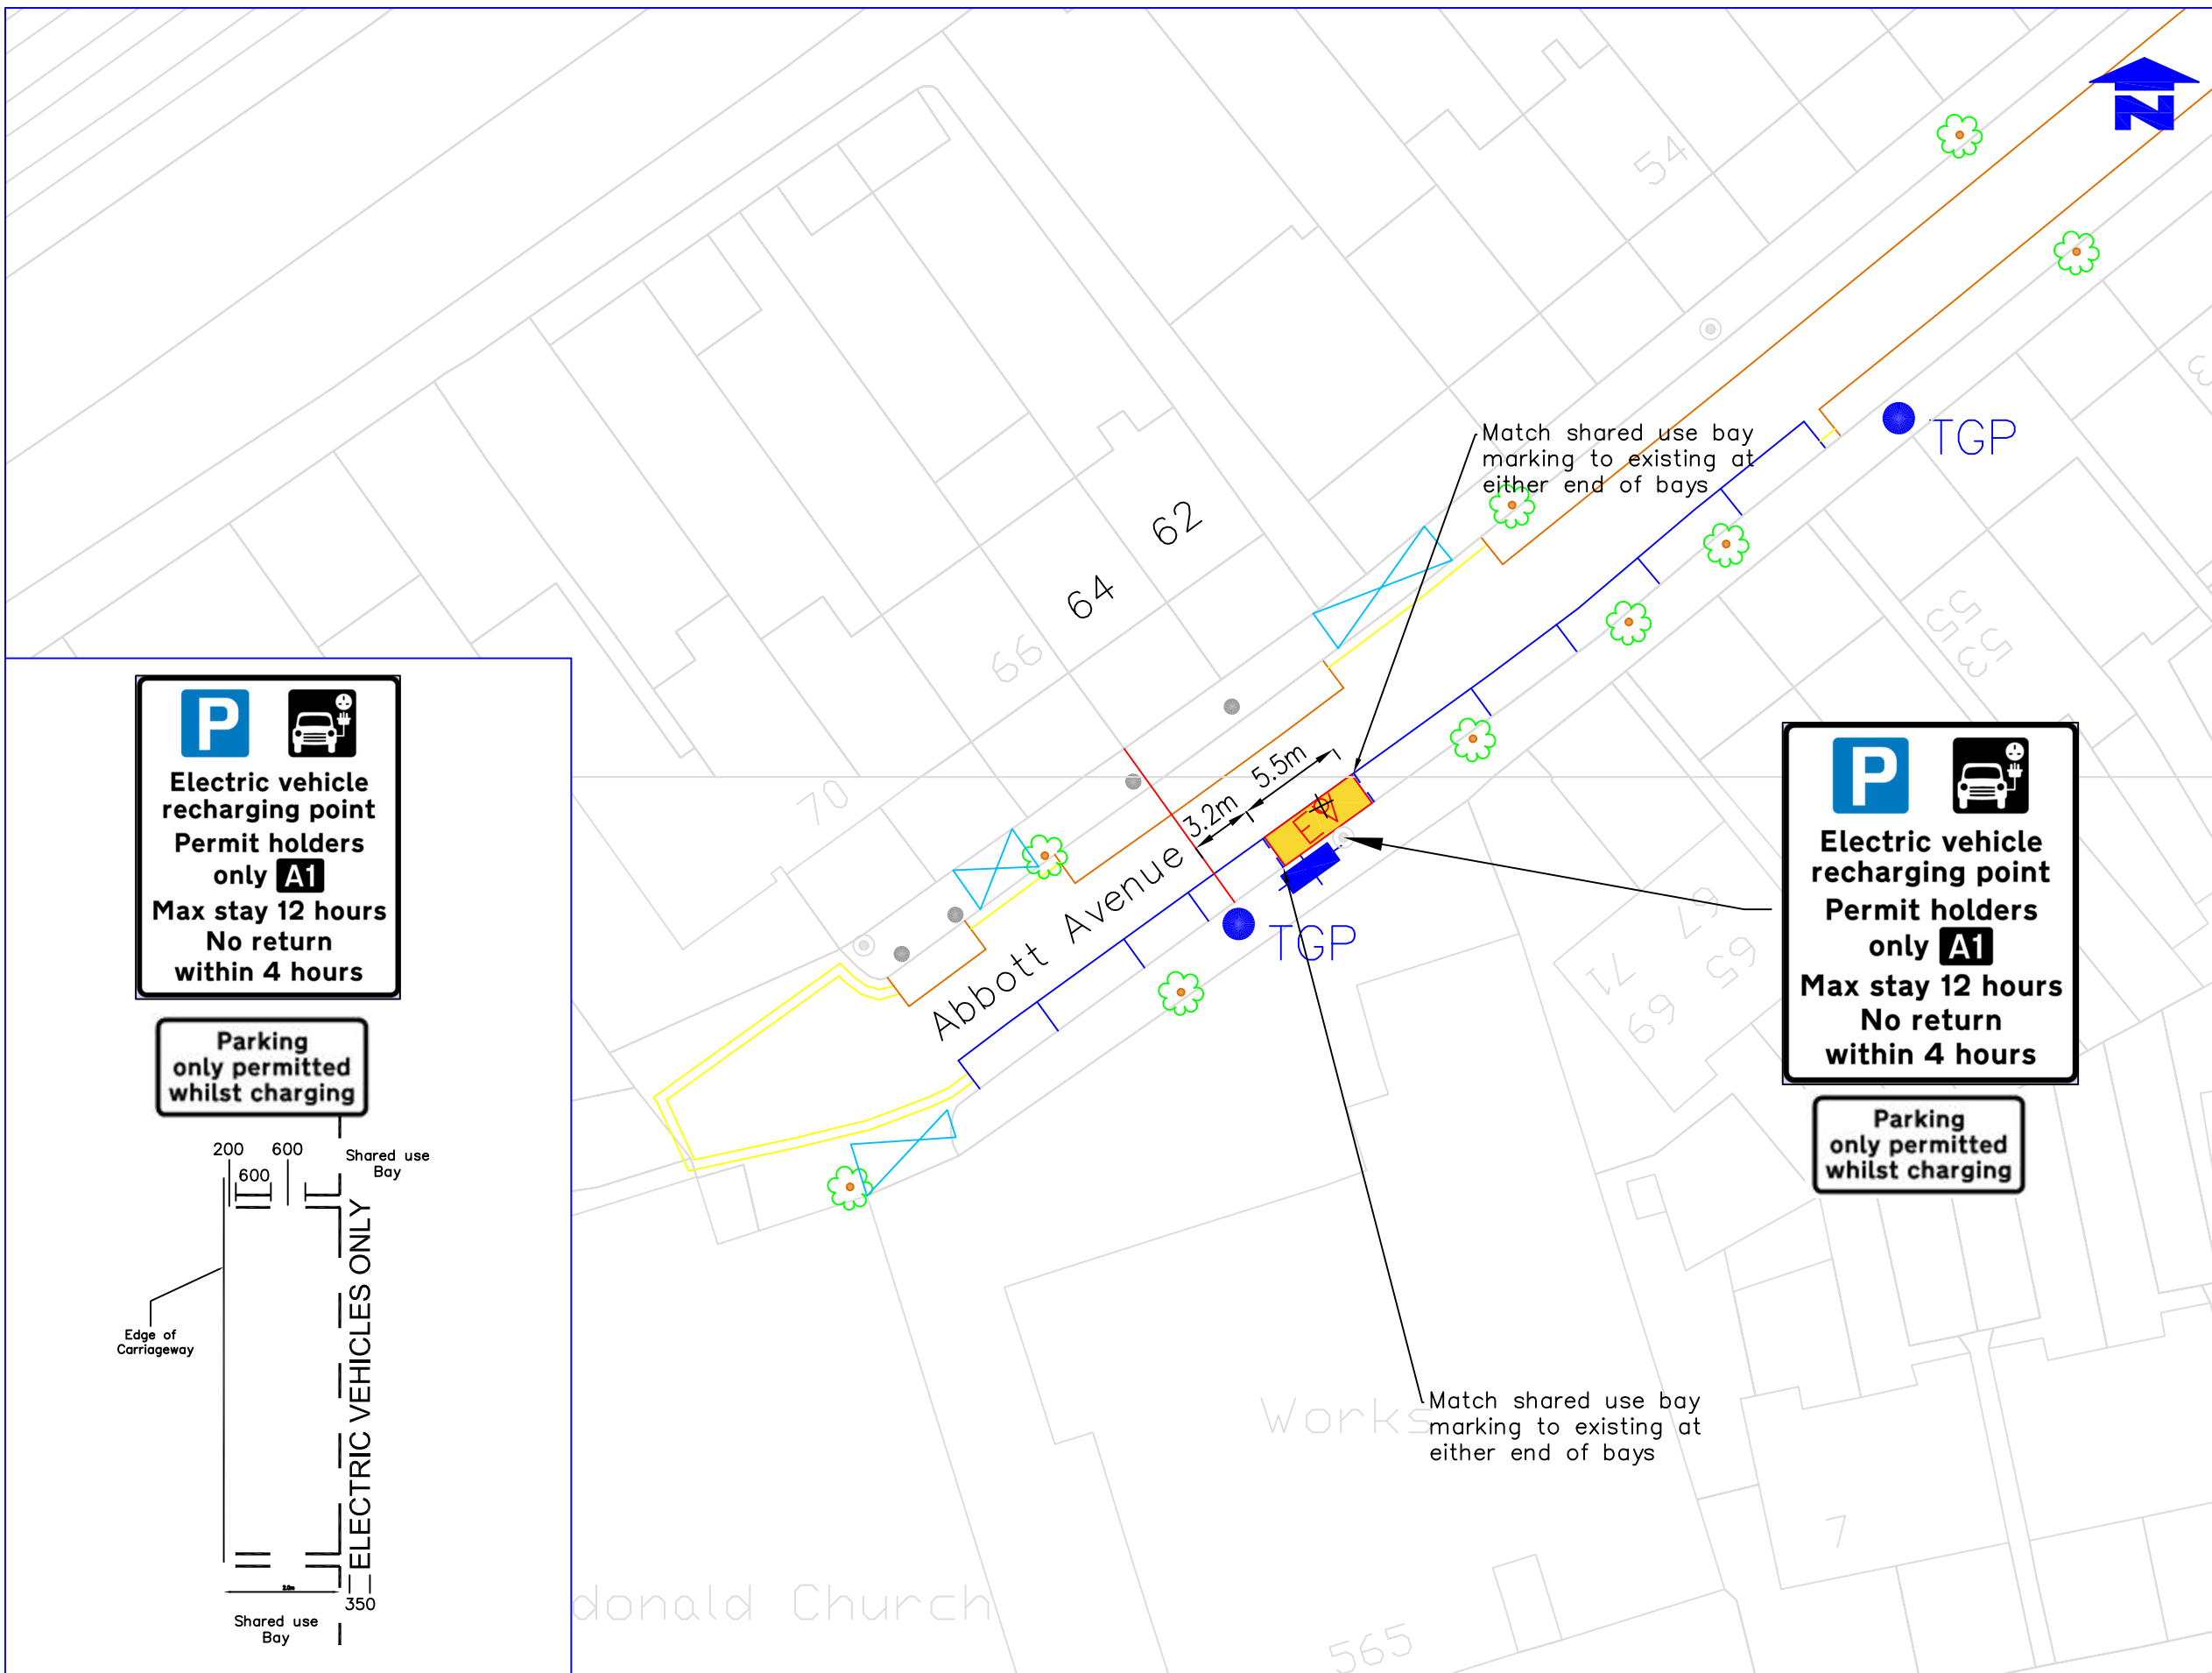 N
54
Match shared use bay
marking to existing at
either end of bays
TGP
62
64
66
53
55
70
5.5m
3.2m
EV
Abbott Avenue
TGP
67
65
71
69
P
Electric vehicle
recharging point
Permit holders
only A1
Max stay 12 hours
No return
within 4 hours
Parking
only permitted
whilst charging
P
Electric vehicle
recharging point
Permit holders
only A1
Max stay 12 hours
No return
within 4 hours
Parking
only permitted
whilst charging
200
600
600
Shared use
Bay
ELECTRIC VEHICLES ONLY
Edge of
Carriageway
2.0m
350
Shared use
Bay
Works
Match shared use bay
marking to existing at
either end of bays
7
donald Church
565